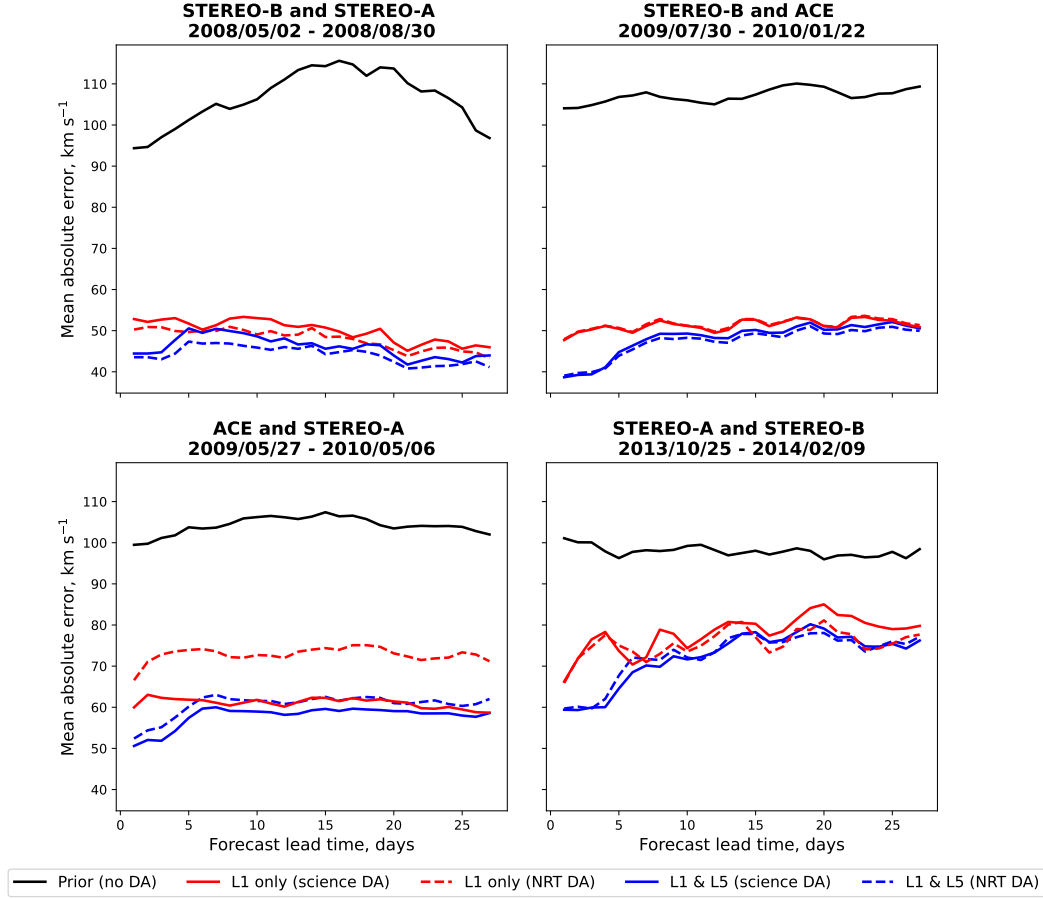 STEREO-B and STEREO-A
2008/05/02 - 2008/08/30
STEREO-B and ACE
2009/07/30 - 2010/01/22
Mean absolute error, km s⁻¹
110
100
90
80
70
60
50
40
ACE and STEREO-A
2009/05/27 - 2010/05/06
STEREO-A and STEREO-B
2013/10/25 - 2014/02/09
Mean absolute error, km s⁻¹
110
100
90
80
70
60
50
40
0 5 10 15 20 25
0 5 10 15 20 25
Forecast lead time, days
Forecast lead time, days
Prior (no DA) L1 only (science DA) L1 only (NRT DA) L1 & L5 (science DA) L1 & L5 (NRT DA)